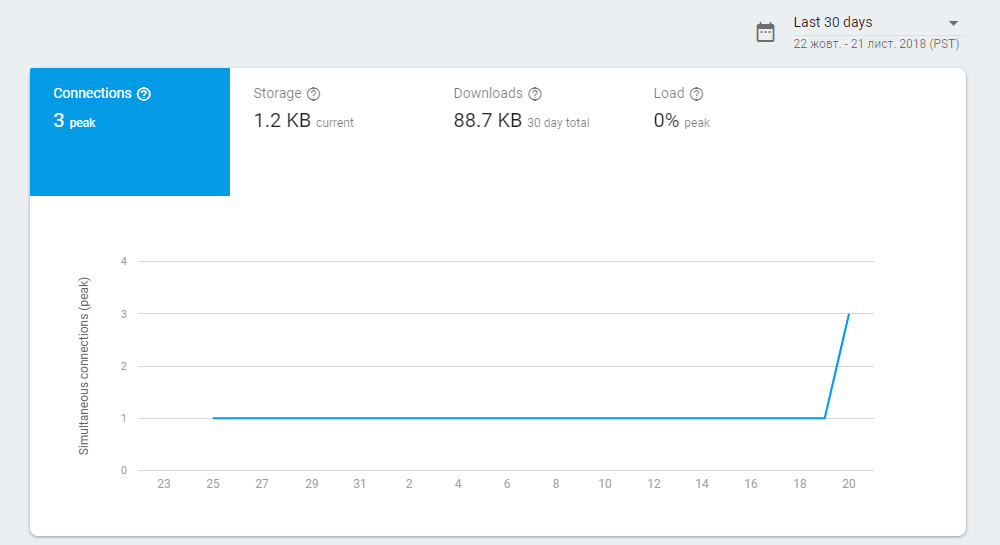 Last 30 days
22 жовт. - 21 лист. 2018 (PST)
Connections
3 peak
Storage
1.2 KB current
Downloads
88.7 KB 30 day total
Load
0% peak
Simultaneous connections (peak)
4
3
2
1
0
23 25 27 29 31 2 4 6 8 10 12 14 16 18 20